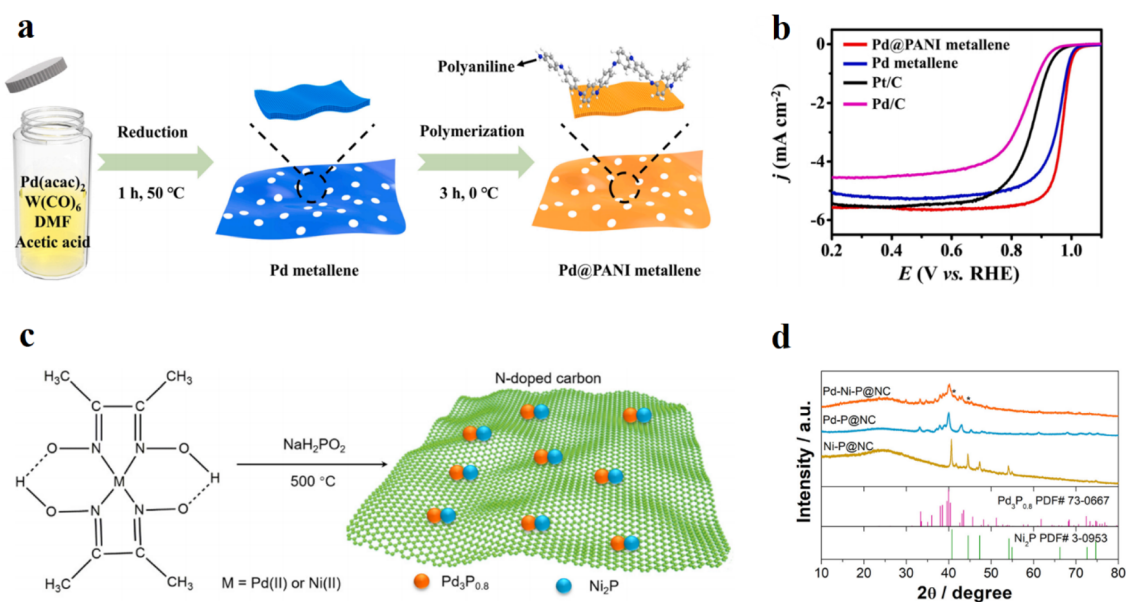 a
Pd(acac)2
W(CO)6
DMF
Acetic acid
Reduction
1 h, 50 °C
Pd metallene
Polyaniline
Polymerization
3 h, 0 °C
Pd@PANI metallene
b
Pd@PANI metallene
Pd metallene
Pt/C
Pd/C
j (mA cm-2)
0
-2
-4
-6
0.2
0.4
0.6
0.8
1.0
E (V vs. RHE)
c
H3C
CH3
C
C
O
N
N
O
H
M
H
O
N
N
O
C
C
H3C
CH3
M = Pd(II) or Ni(II)
NaH2PO2
500 °C
N-doped carbon
Pd3P0.8
Ni2P
d
Intensity / a.u.
Pd-Ni-P@NC
* *
Pd-P@NC
Ni-P@NC
Pd3P0.8 PDF# 73-0667
Ni2P PDF# 3-0953
10 20 30 40 50 60 70 80
2θ / degree